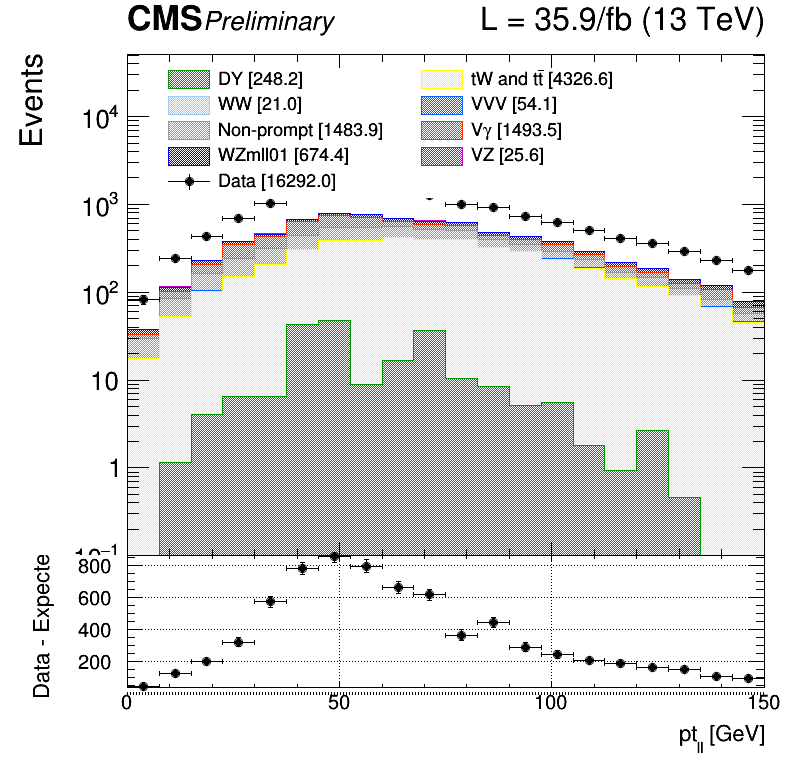 CMS Preliminary L = 35.9/fb (13 TeV)
Events
DY [248.2] tW and tt̄ [4326.6]
WW [21.0] VVV [54.1]
Non-prompt [1483.9] Vγ [1493.5]
WZmll01 [674.4] VZ [25.6]
Data [16292.0]
10⁴
10³
10²
10
1
Data - Expecte
800
600
400
200
0 50 100 150
pt_ll [GeV]